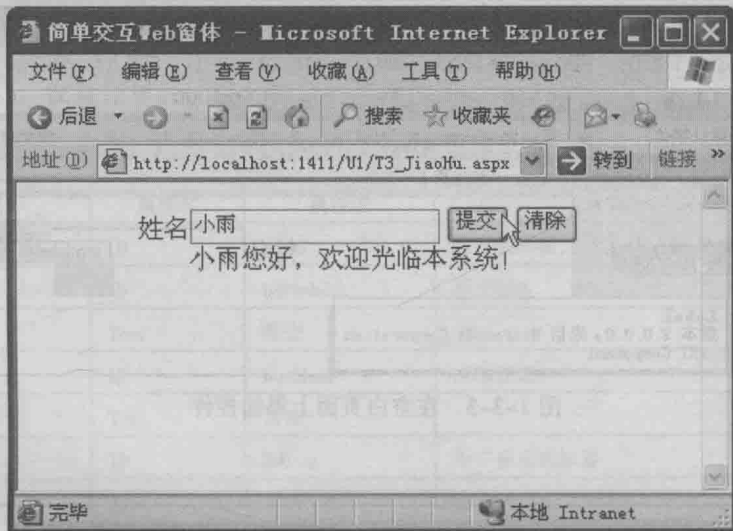 简单交互Web窗体 - Microsoft Internet Explorer
文件(F) 编辑(E) 查看(V) 收藏(A) 工具(T) 帮助(H)
后退 搜索 收藏夹
地址(D) http://localhost:1411/U1/T3_JiaoHu.aspx 转到 链接 »
姓名 小雨 提交 清除
小雨您好，欢迎光临本系统!
完毕 本地 Intranet